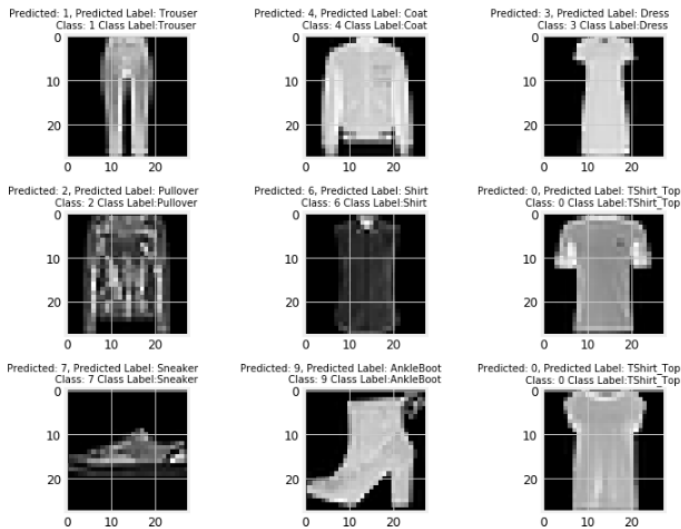 Predicted: 1, Predicted Label: Trouser
Class: 1 Class Label:Trouser
Predicted: 4, Predicted Label: Coat
Class: 4 Class Label:Coat
Predicted: 3, Predicted Label: Dress
Class: 3 Class Label:Dress
0
10
20
0 10 20
0
10
20
0 10 20
0
10
20
0 10 20
Predicted: 2, Predicted Label: Pullover
Class: 2 Class Label:Pullover
Predicted: 6, Predicted Label: Shirt
Class: 6 Class Label:Shirt
Predicted: 0, Predicted Label: TShirt_Top
Class: 0 Class Label:TShirt_Top
0
10
20
0 10 20
0
10
20
0 10 20
0
10
20
0 10 20
Predicted: 7, Predicted Label: Sneaker
Class: 7 Class Label:Sneaker
Predicted: 9, Predicted Label: AnkleBoot
Class: 9 Class Label:AnkleBoot
Predicted: 0, Predicted Label: TShirt_Top
Class: 0 Class Label:TShirt_Top
0
10
20
0 10 20
0
10
20
0 10 20
0
10
20
0 10 20